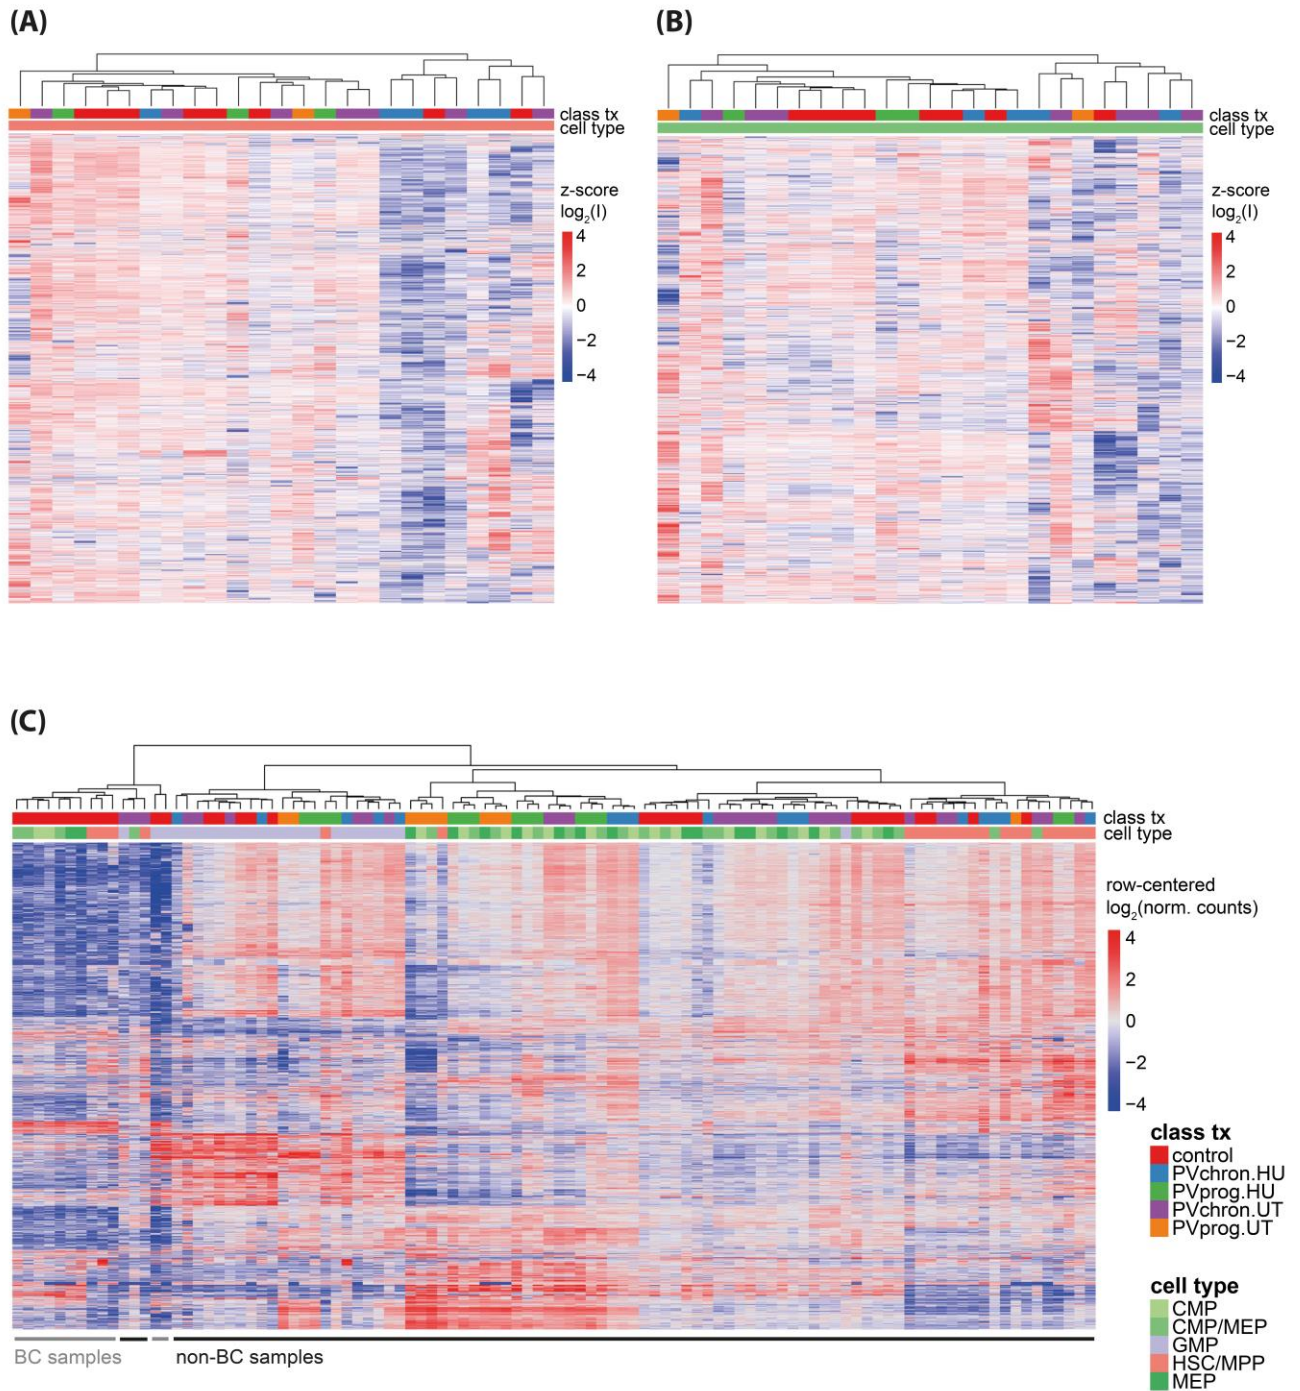 (A)
class tx
cell type
z-score
log2(I)
4
2
0
−2
−4
(B)
class tx
cell type
z-score
log2(I)
4
2
0
−2
−4
(C)
class tx
cell type
row-centered
log2(norm. counts)
4
2
0
−2
−4
class tx
control
PVchron.HU
PVprog.HU
PVchron.UT
PVprog.UT
cell type
CMP
CMP/MEP
GMP
HSC/MPP
MEP
BC samples
non-BC samples